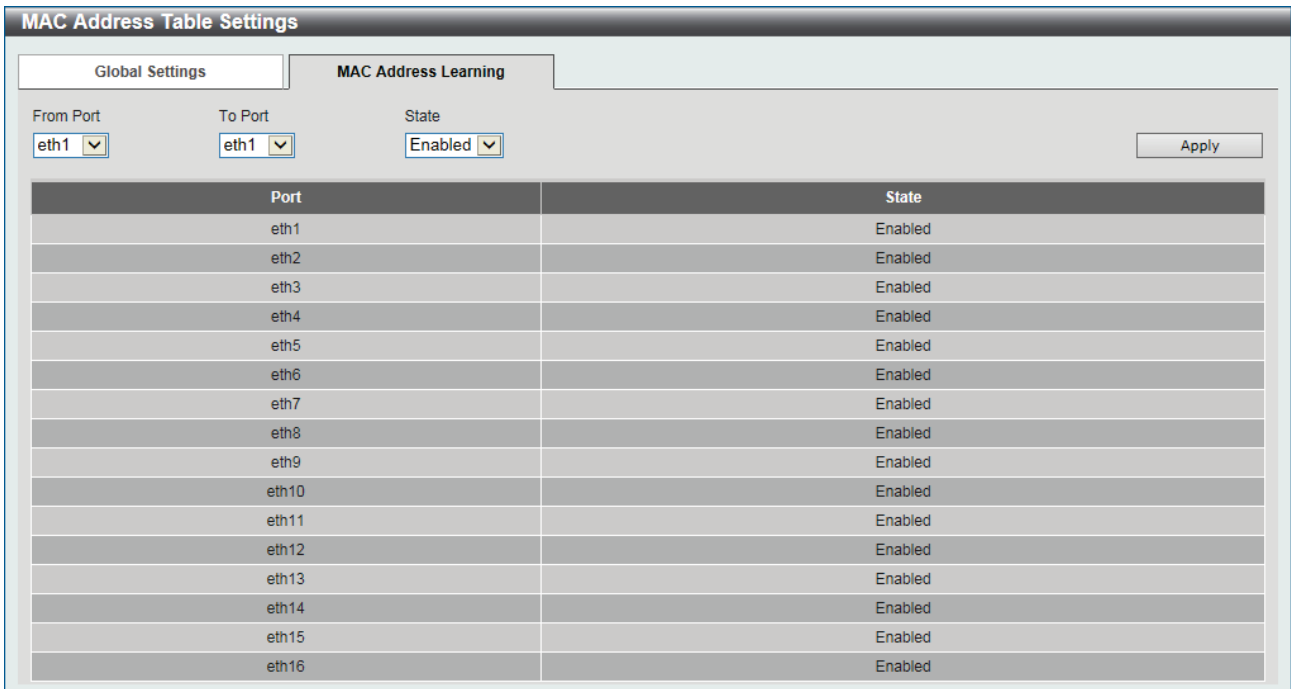 MAC Address Table Settings
Global Settings MAC Address Learning
From Port To Port State
eth1 eth1 Enabled Apply
Port State
eth1 Enabled
eth2 Enabled
eth3 Enabled
eth4 Enabled
eth5 Enabled
eth6 Enabled
eth7 Enabled
eth8 Enabled
eth9 Enabled
eth10 Enabled
eth11 Enabled
eth12 Enabled
eth13 Enabled
eth14 Enabled
eth15 Enabled
eth16 Enabled